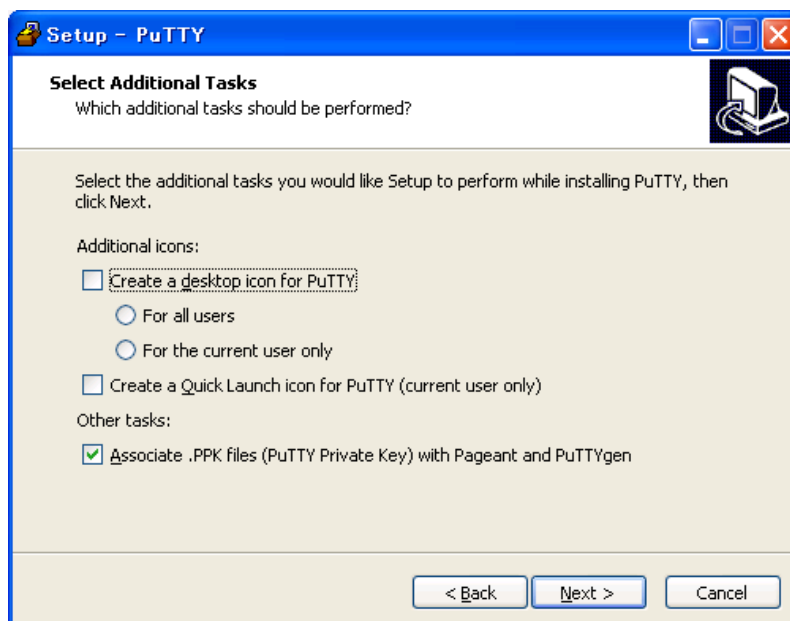 Setup - PuTTY
Select Additional Tasks
Which additional tasks should be performed?
Select the additional tasks you would like Setup to perform while installing PuTTY, then
click Next.
Additional icons:
Create a desktop icon for PuTTY
For all users
For the current user only
Create a Quick Launch icon for PuTTY (current user only)
Other tasks:
Associate .PPK files (PuTTY Private Key) with Pageant and PuTTYgen
< Back Next > Cancel